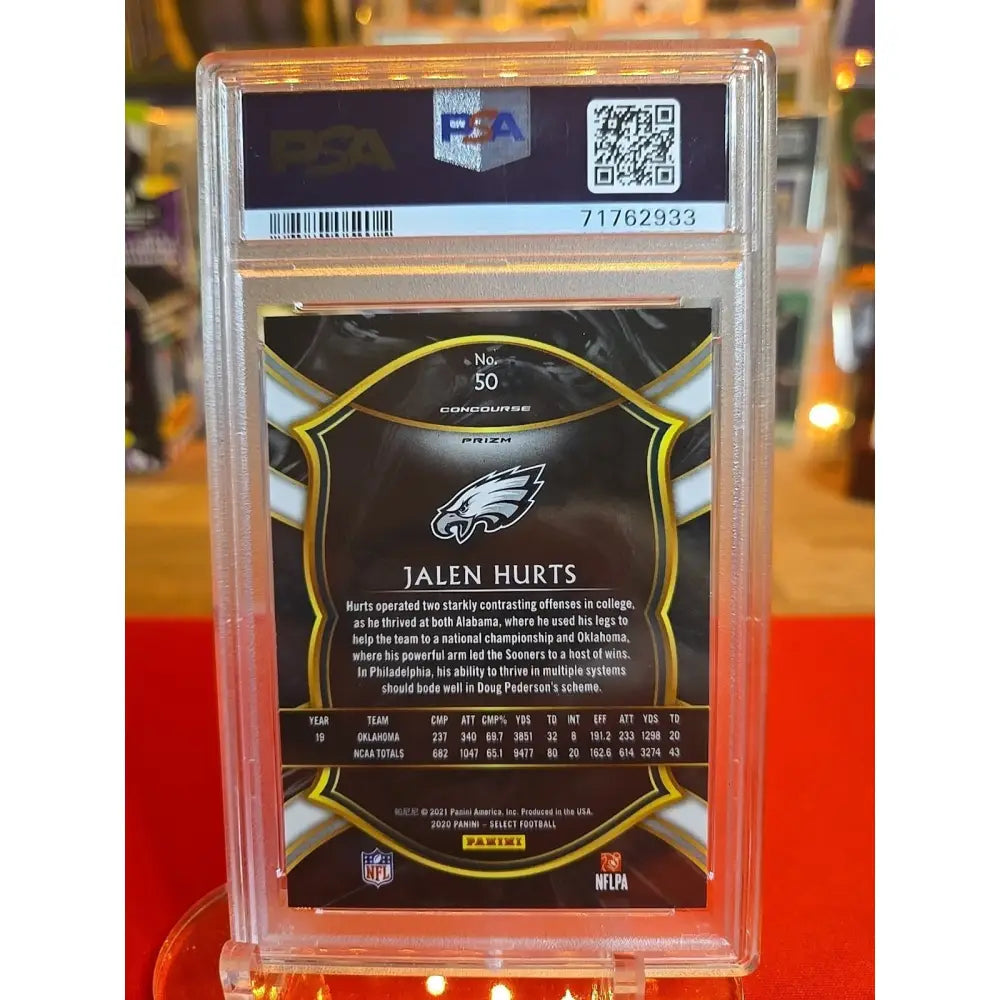 PSA
PSA
71762933
No.
50
CONCOURSE
PRIZM
JALEN HURTS
Hurts operated two starkly contrasting offenses in college,
as he thrived at both Alabama, where he used his legs to
help the team to a national championship and Oklahoma,
where his powerful arm led the Sooners to a host of wins.
In Philadelphia, his ability to thrive in multiple systems
should bode well in Doug Pederson's scheme.
YEAR TEAM CMP ATT CMP% YDS TD INT EFF ATT YDS TD
19 OKLAHOMA 237 340 69.7 3851 32 8 191.2 233 1298 20
NCAA TOTALS 682 1047 65.1 9477 80 20 162.6 614 3274 43
帕尼尼 © 2021 Panini America, Inc. Produced in the USA.
2020 PANINI – SELECT FOOTBALL
PANINI
NFL
NFLPA